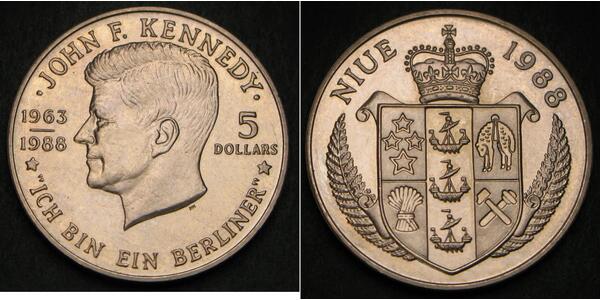 · JOHN F. KENNEDY ·
1963
1988
5
DOLLARS
"ICH BIN EIN BERLINER"
NIUE 1988